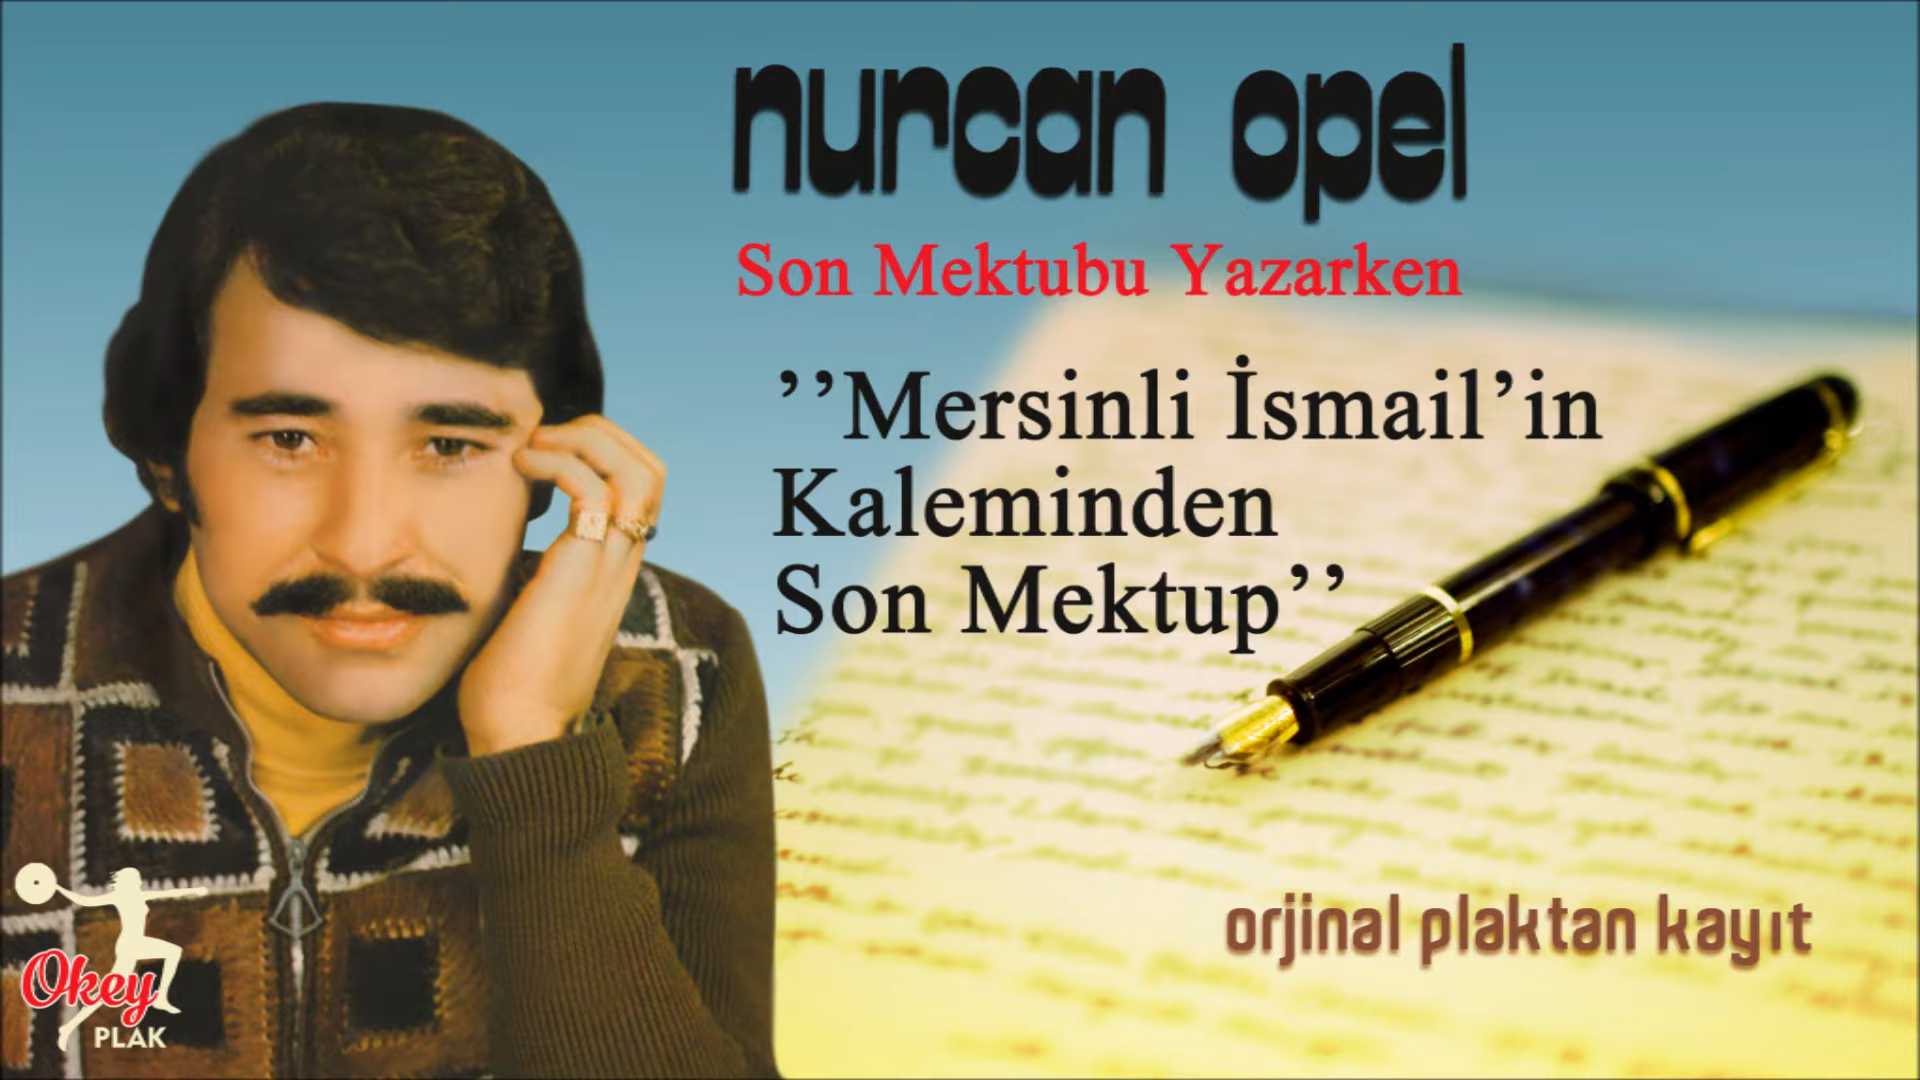 nurcan opel
Son Mektubu Yazarken
’’Mersinli İsmail’in
Kaleminden
Son Mektup’’
orjinal plaktan kayıt
Okey
PLAK